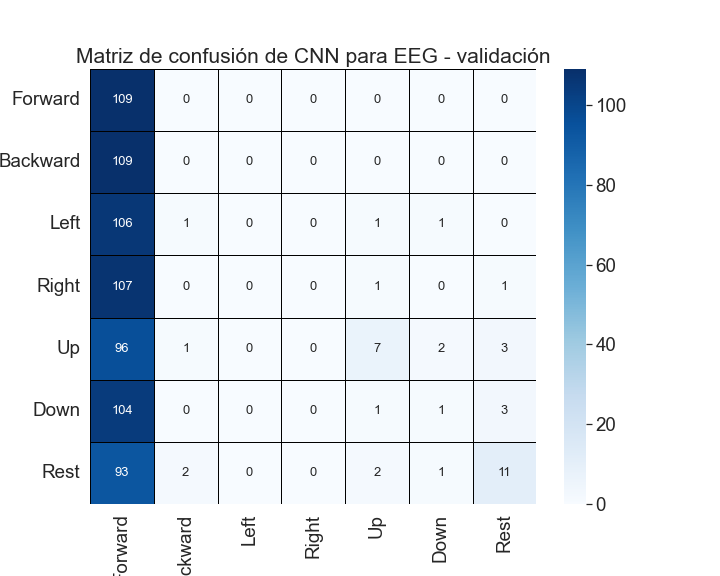 Matriz de confusión de CNN para EEG - validación
Forward 109 0 0 0 0 0 0
Backward 109 0 0 0 0 0 0
Left 106 1 0 0 1 1 0
Right 107 0 0 0 1 0 1
Up 96 1 0 0 7 2 3
Down 104 0 0 0 1 1 3
Rest 93 2 0 0 2 1 11
Forward ckward Left Right Up Down Rest
100
80
60
40
20
0